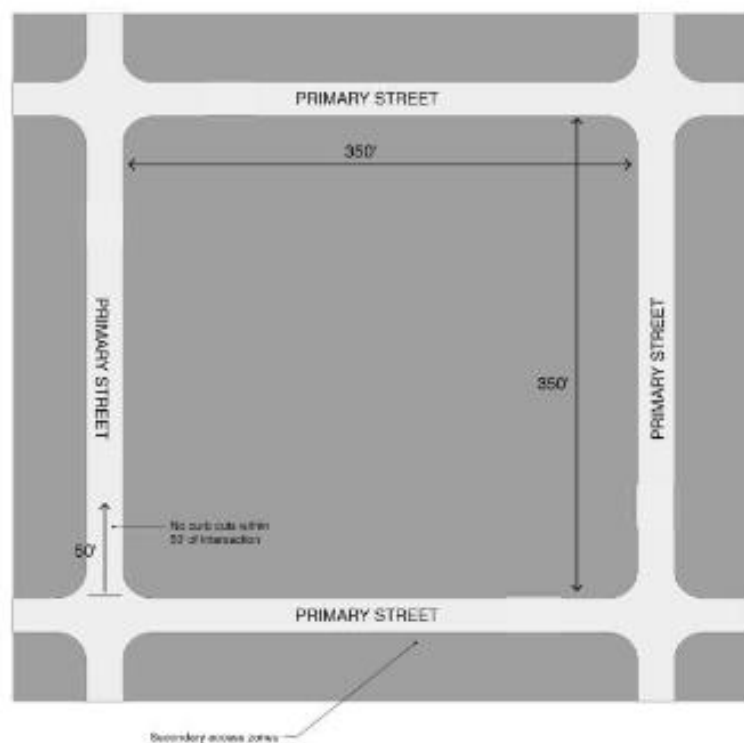 PRIMARY STREET
350'
PRIMARY STREET
PRIMARY STREET
350'
No curb cuts within
50' of intersection
50'
PRIMARY STREET
Secondary access zones